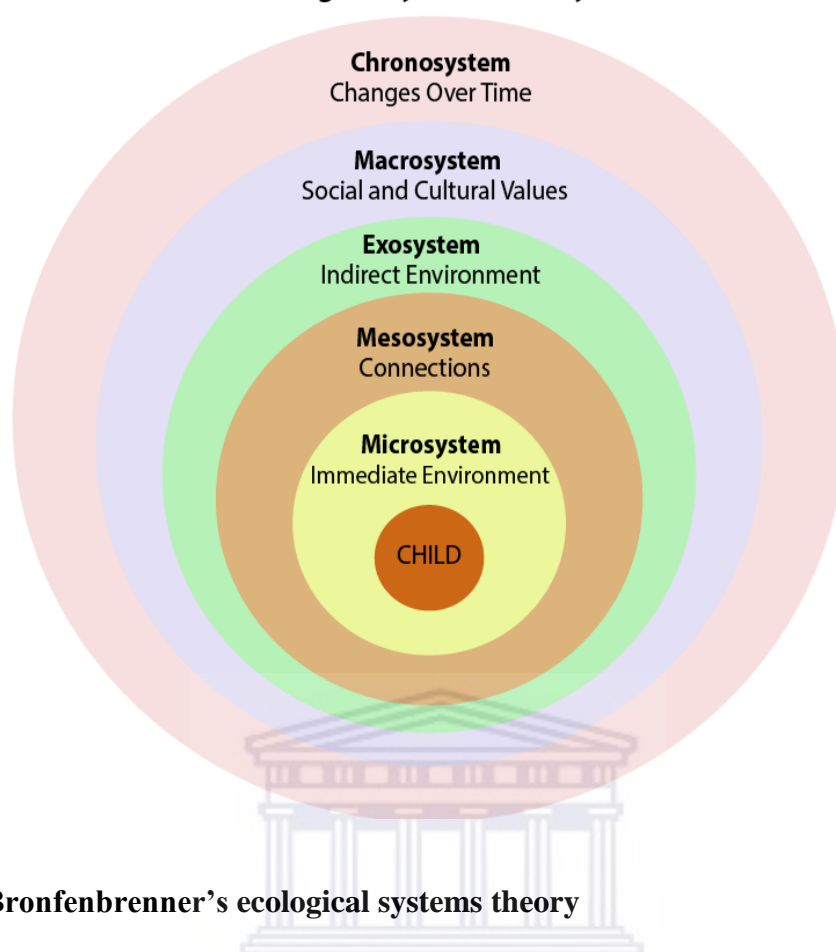 Chronosystem
Changes Over Time
Macrosystem
Social and Cultural Values
Exosystem
Indirect Environment
Mesosystem
Connections
Microsystem
Immediate Environment
CHILD
Bronfenbrenner’s ecological systems theory